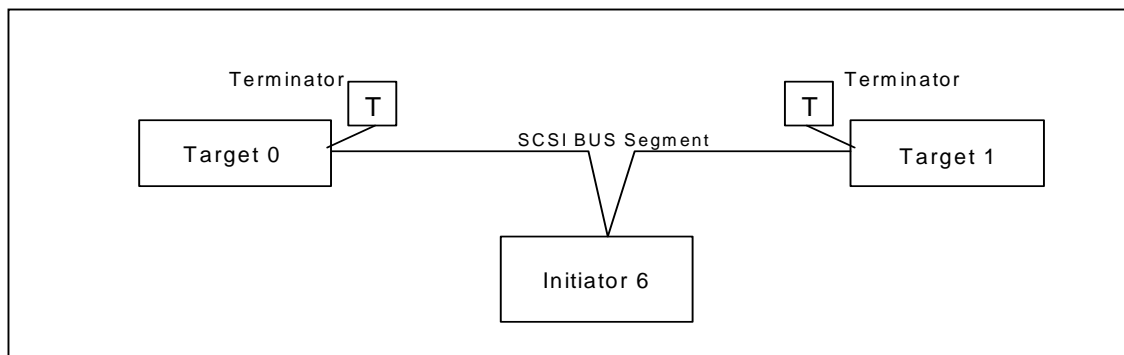 Terminator
T
Terminator
T
SCSI BUS Segment
Target 0
Target 1
Initiator 6